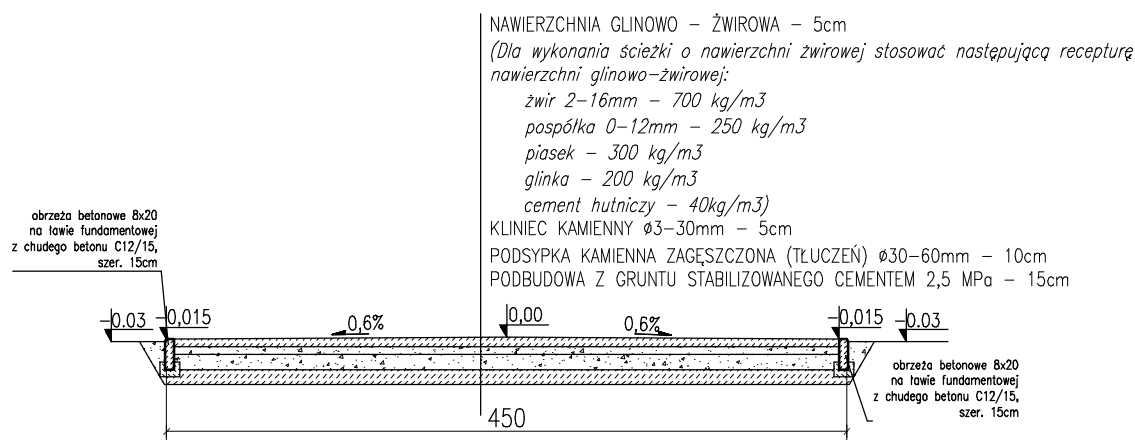 NAWIERZCHNIA GLINOWO – ŻWIROWA – 5cm
(Dla wykonania ścieżki o nawierzchni żwirowej stosować następującą recepturę
nawierzchni glinowo-żwirowej:
żwir 2-16mm – 700 kg/m3
pospółka 0-12mm – 250 kg/m3
piasek – 300 kg/m3
glinka – 200 kg/m3
cement hutniczy – 40kg/m3)
KLINIEC KAMIENNY ø3-30mm – 5cm
PODSYPKA KAMIENNA ZAGĘSZCZONA (TŁUCZEŃ) ø30-60mm – 10cm
PODBUDOWA Z GRUNTU STABILIZOWANEGO CEMENTEM 2,5 MPa – 15cm
obrzeża betonowe 8x20
na ławie fundamentowej
z chudego betonu C12/15,
szer. 15cm
-0.03
-0,015
0,6%
0,00
0,6%
-0,015
-0.03
obrzeża betonowe 8x20
na ławie fundamentowej
z chudego betonu C12/15,
szer. 15cm
450